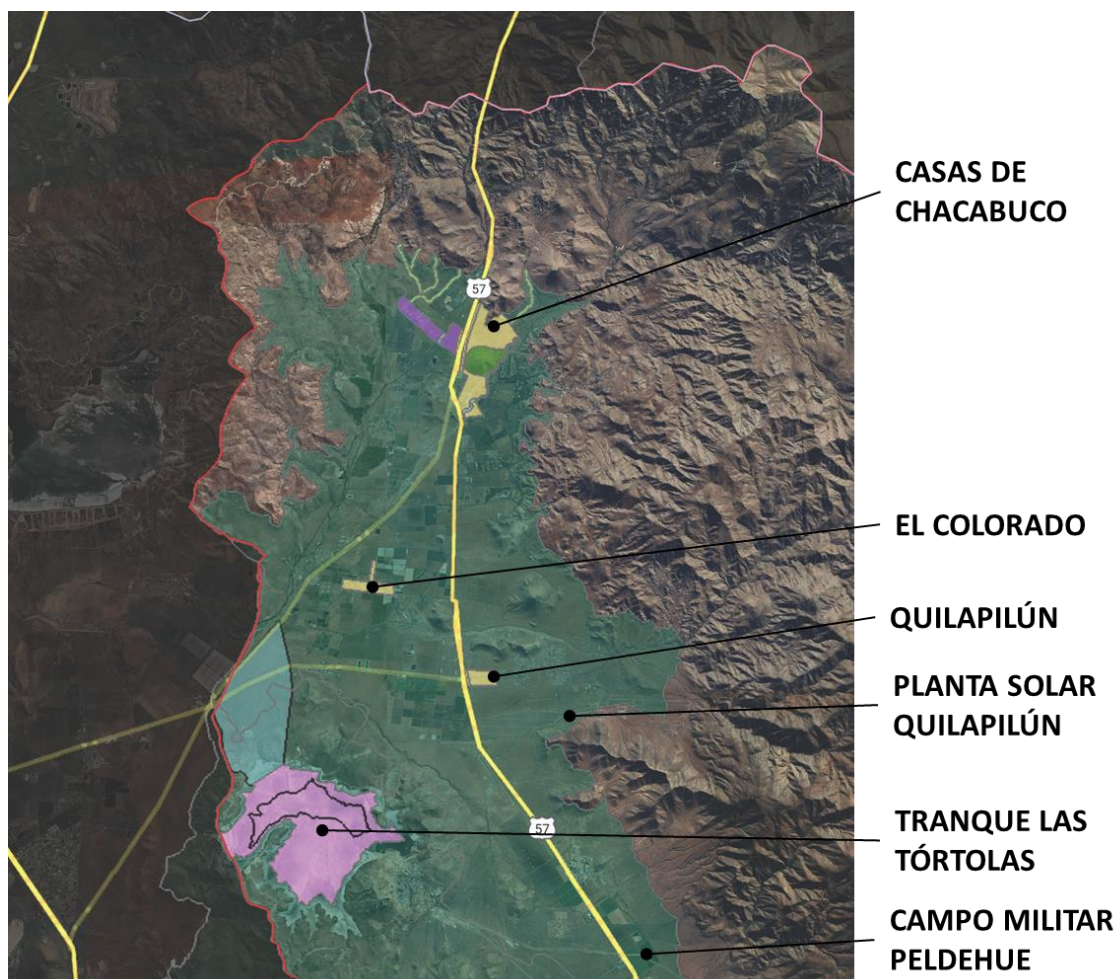 CASAS DE
CHACABUCO
57
EL COLORADO
QUILAPILÚN
PLANTA SOLAR
QUILAPILÚN
57
TRANQUE LAS
TÓRTOLAS
CAMPO MILITAR
PELDEHUE